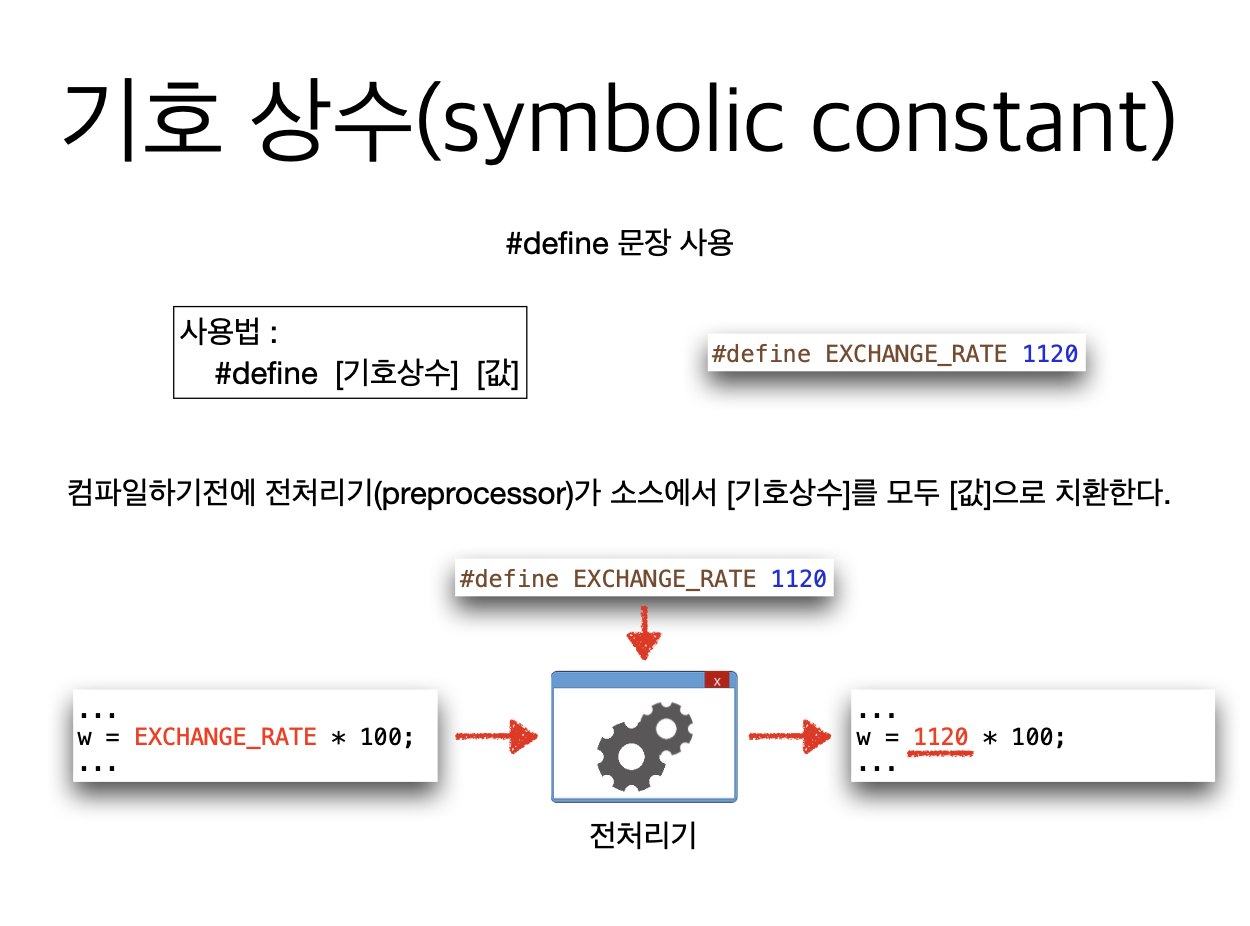 기호 상수(symbolic constant)
#define 문장 사용
사용법 :
#define [기호상수] [값]
#define EXCHANGE_RATE 1120
컴파일하기전에 전처리기(preprocessor)가 소스에서 [기호상수]를 모두 [값]으로 치환한다.
#define EXCHANGE_RATE 1120
x
...
w = EXCHANGE_RATE * 100;
...
...
w = 1120 * 100;
...
전처리기